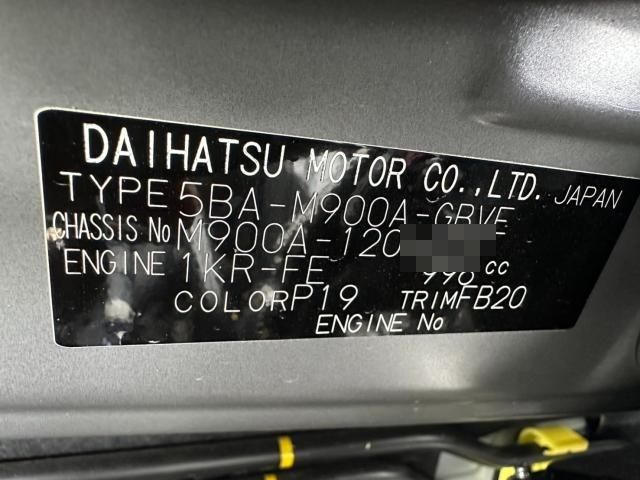 DAIHATSU MOTOR CO.,LTD. JAPAN
TYPE 5BA-M900A-GBVE
CHASSIS No M900A-120
ENGINE 1KR-FE 996 cc
COLOR P19 TRIM FB20
ENGINE No